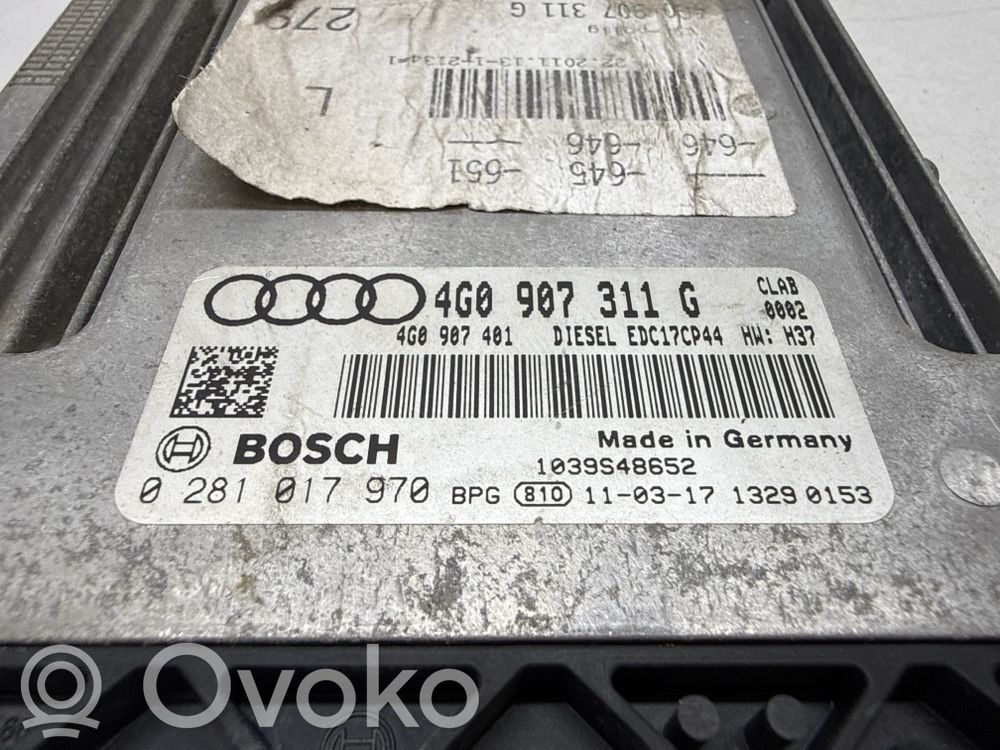 279
4G0 907 311 G
22.2011.13-1-2134-1
L
-646 -646 —
— -645 -651
4G0 907 311 G
CLAB
0002
4G0 907 401 DIESEL EDC17CP44 HW: H37
BOSCH
Made in Germany
1039S48652
0 281 017 970 BPG 810 11-03-17 1329 0153
Ovoko